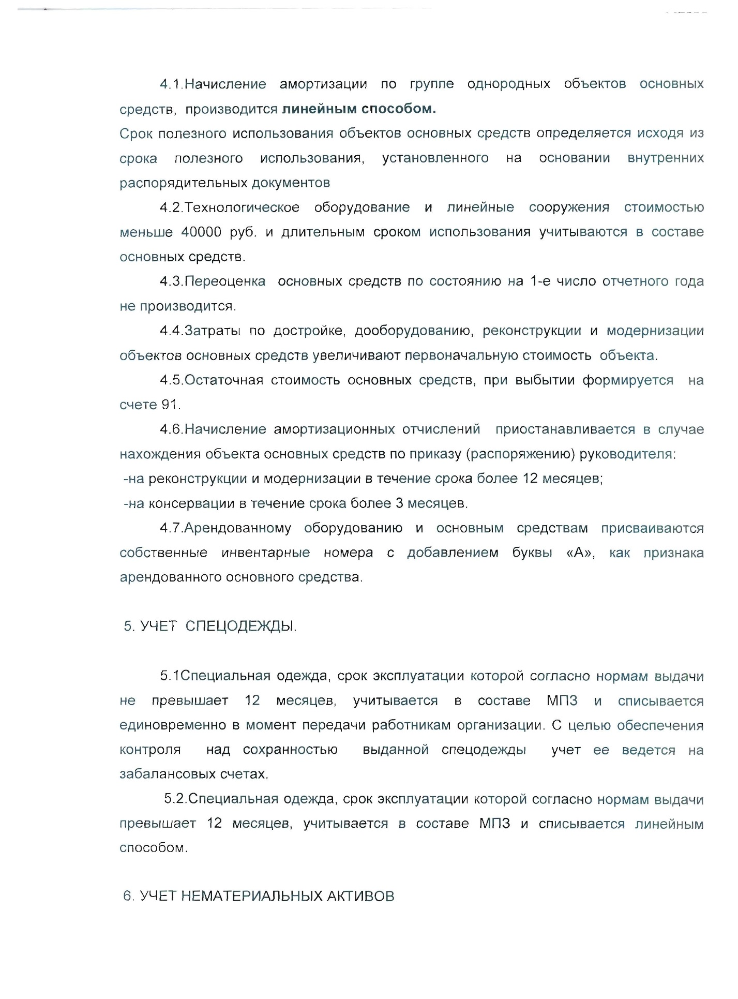 4.1.Начисление амортизации по группе однородных объектов основных
средств, производится линейным способом.
Срок полезного использования объектов основных средств определяется исходя из
срока полезного использования, установленного на основании внутренних
распорядительных документов
4.2.Технологическое оборудование и линейные сооружения стоимостью
меньше 40000 руб. и длительным сроком использования учитываются в составе
основных средств.
4.3.Переоценка основных средств по состоянию на 1-е число отчетного года
не производится.
4.4.Затраты по достройке, дооборудованию, реконструкции и модернизации
объектов основных средств увеличивают первоначальную стоимость объекта.
4.5.Остаточная стоимость основных средств, при выбытии формируется на
счете 91.
4.6.Начисление амортизационных отчислений приостанавливается в случае
нахождения объекта основных средств по приказу (распоряжению) руководителя:
-на реконструкции и модернизации в течение срока более 12 месяцев;
-на консервации в течение срока более 3 месяцев.
4.7.Арендованному оборудованию и основным средствам присваиваются
собственные инвентарные номера с добавлением буквы «А», как признака
арендованного основного средства.
5. УЧЕТ СПЕЦОДЕЖДЫ.
5.1Специальная одежда, срок эксплуатации которой согласно нормам выдачи
не превышает 12 месяцев, учитывается в составе МПЗ и списывается
единовременно в момент передачи работникам организации. С целью обеспечения
контроля над сохранностью выданной спецодежды учет ее ведется на
забалансовых счетах.
5.2.Специальная одежда, срок эксплуатации которой согласно нормам выдачи
превышает 12 месяцев, учитывается в составе МПЗ и списывается линейным
способом.
6. УЧЕТ НЕМАТЕРИАЛЬНЫХ АКТИВОВ